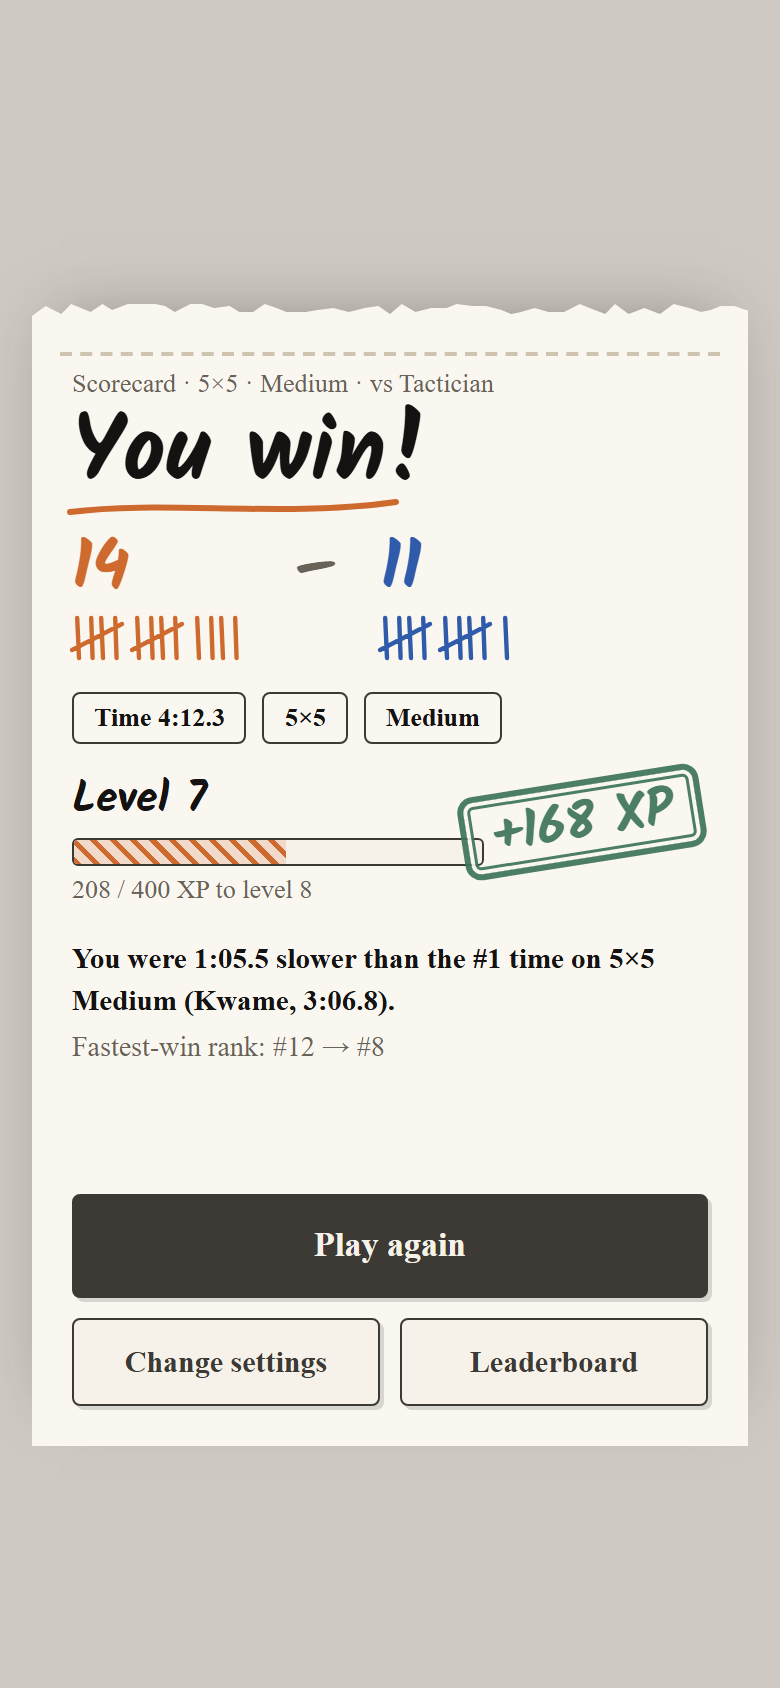 Scorecard · 5×5 · Medium · vs Tactician
You win!
14 – 11
Time 4:12.3 5×5 Medium
Level 7
+168 XP
208 / 400 XP to level 8
You were 1:05.5 slower than the #1 time on 5×5
Medium (Kwame, 3:06.8).
Fastest-win rank: #12 → #8
Play again
Change settings Leaderboard